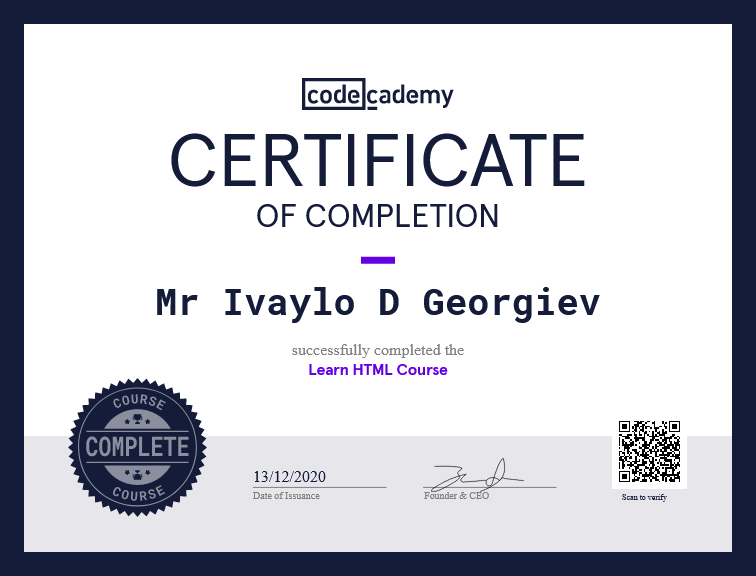 codecademy
CERTIFICATE
OF COMPLETION
Mr Ivaylo D Georgiev
successfully completed the
Learn HTML Course
COURSE
COMPLETE
COURSE
13/12/2020
Date of Issuance
Founder & CEO
Scan to verify